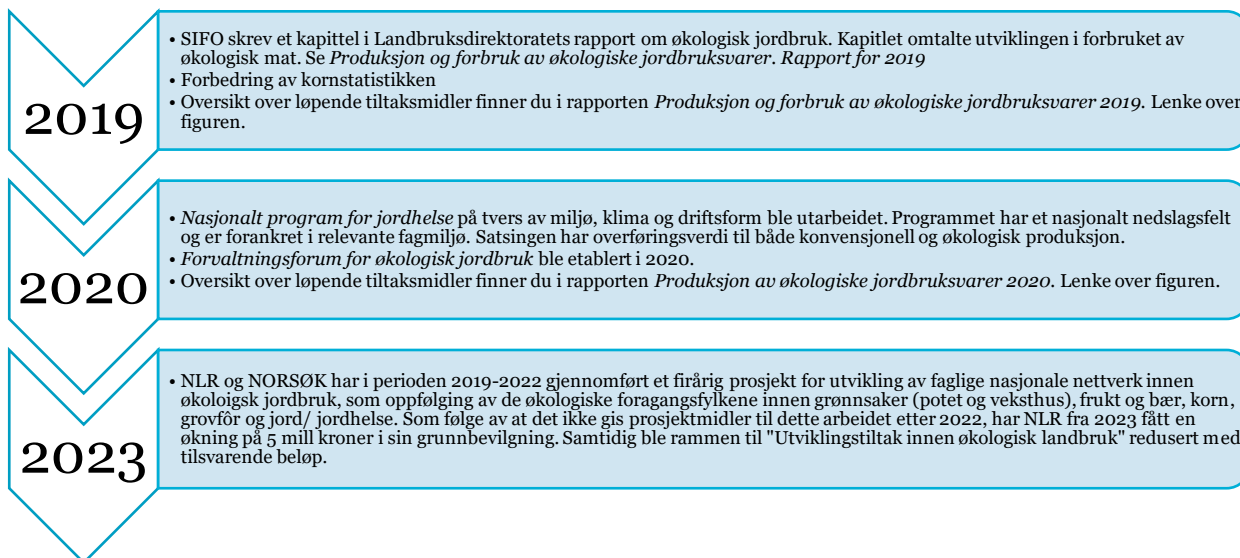 2019
• SIFO skrev et kapittel i Landbruksdirektoratets rapport om økologisk jordbruk. Kapitlet omtalte utviklingen i forbruket av
økologisk mat. Se Produksjon og forbruk av økologiske jordbruksvarer. Rapport for 2019
• Forbedring av kornstatistikken
• Oversikt over løpende tiltaksmidler finner du i rapporten Produksjon og forbruk av økologiske jordbruksvarer 2019. Lenke over
figuren.
2020
• Nasjonalt program for jordhelse på tvers av miljø, klima og driftsform ble utarbeidet. Programmet har et nasjonalt nedslagsfelt
og er forankret i relevante fagmiljø. Satsingen har overføringsverdi til både konvensjonell og økologisk produksjon.
• Forvaltningsforum for økologisk jordbruk ble etablert i 2020.
• Oversikt over løpende tiltaksmidler finner du i rapporten Produksjon av økologiske jordbruksvarer 2020. Lenke over figuren.
2023
• NLR og NORSØK har i perioden 2019-2022 gjennomført et firårig prosjekt for utvikling av faglige nasjonale nettverk innen
økoloigsk jordbruk, som oppfølging av de økologiske foragangsfylkene innen grønnsaker (potet og veksthus), frukt og bær, korn,
grovfôr og jord/ jordhelse. Som følge av at det ikke gis prosjektmidler til dette arbeidet etter 2022, har NLR fra 2023 fått en
økning på 5 mill kroner i sin grunnbevilgning. Samtidig ble rammen til "Utviklingstiltak innen økologisk landbruk" redusert med
tilsvarende beløp.